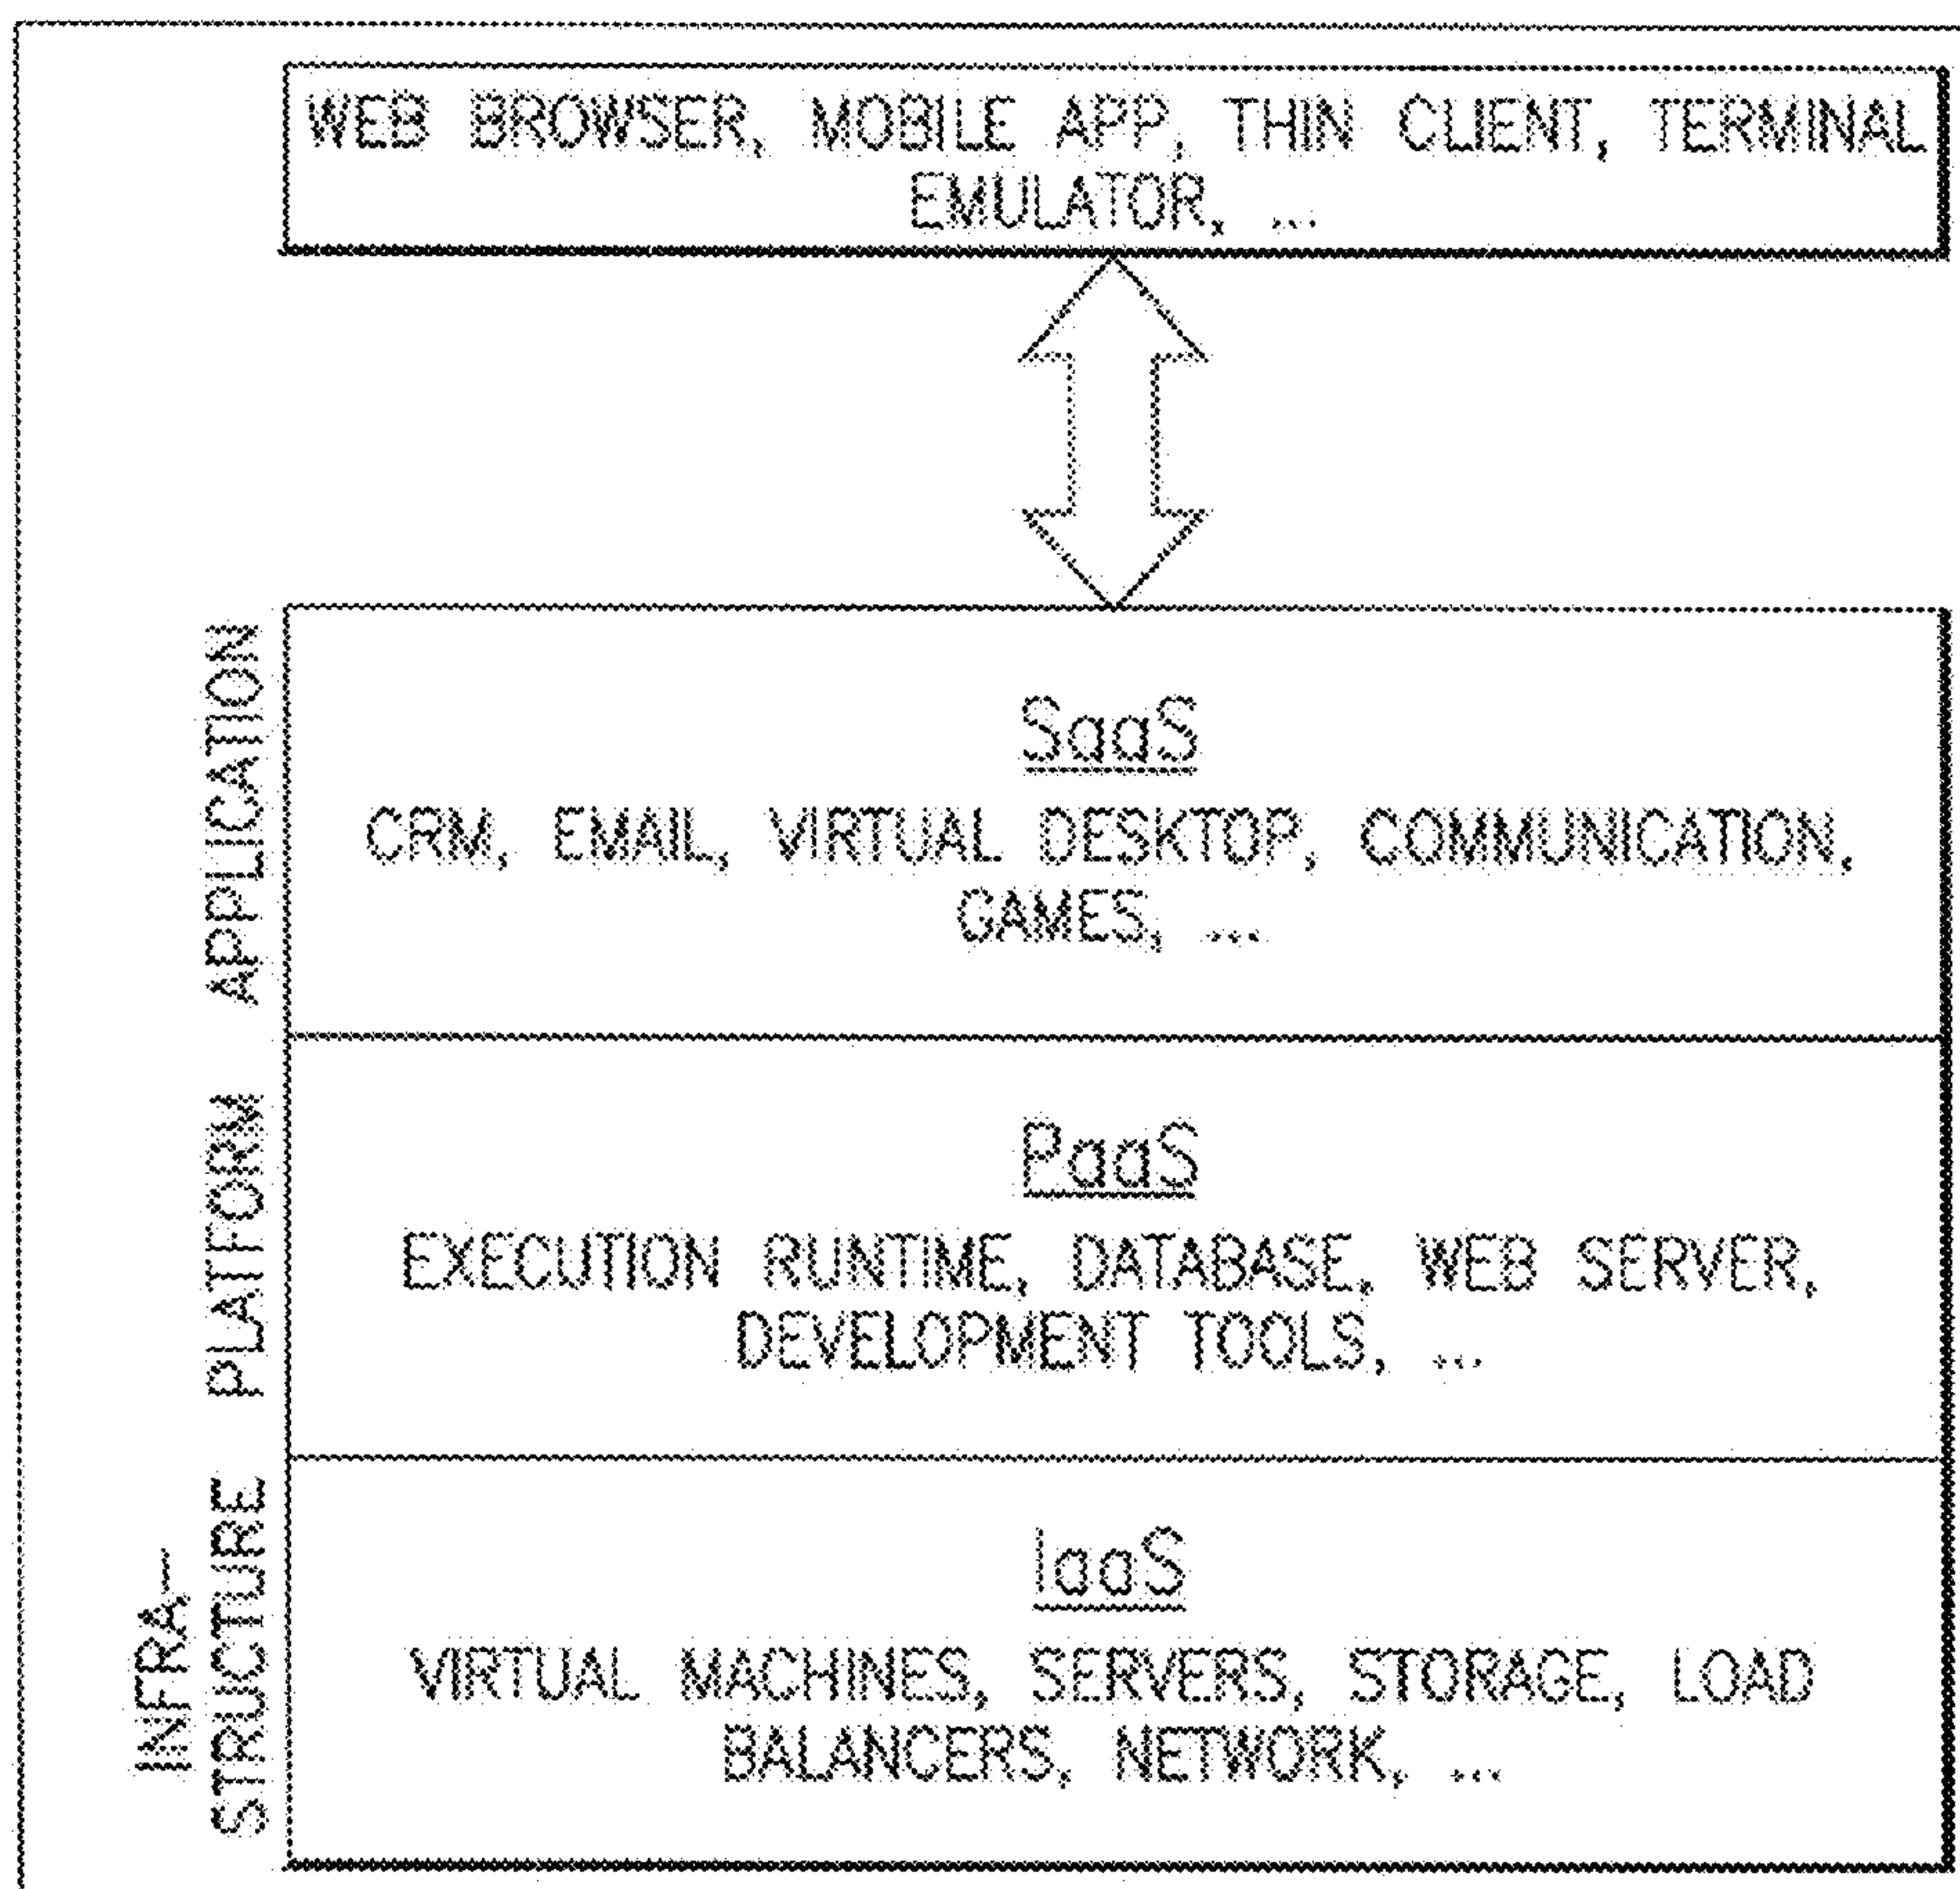 WEB BROWSER, MOBILE APP, THIN CLIENT, TERMINAL
EMULATOR, ...
APPLICATION
SaaS
CRM, EMAIL, VIRTUAL DESKTOP, COMMUNICATION,
GAMES, ...
PLATFORM
PaaS
EXECUTION RUNTIME, DATABASE, WEB SERVER,
DEVELOPMENT TOOLS, ...
INFRA-
STRUCTURE
IaaS
VIRTUAL MACHINES, SERVERS, STORAGE, LOAD
BALANCERS, NETWORK, ...